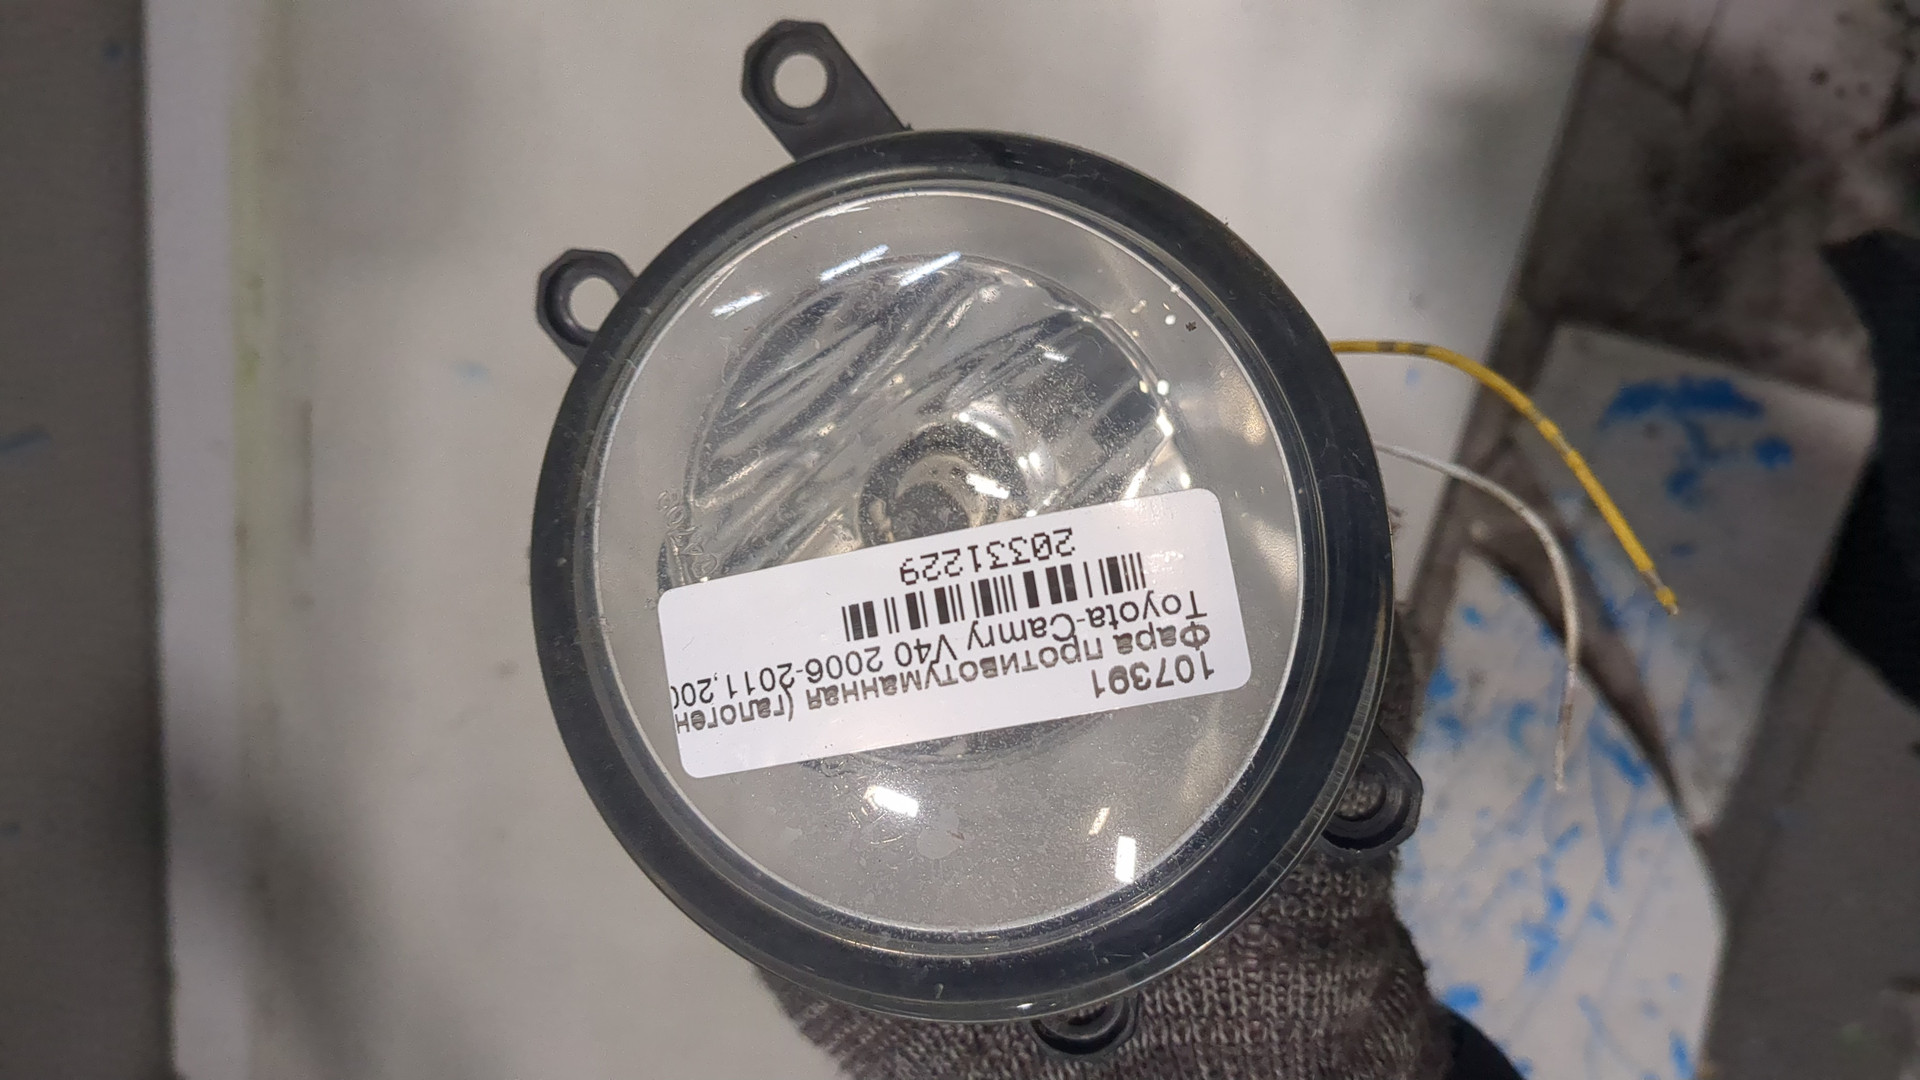 107391
Фара противотуманная (галоген
Toyota-Camry V40 2006-2011,200
20331229